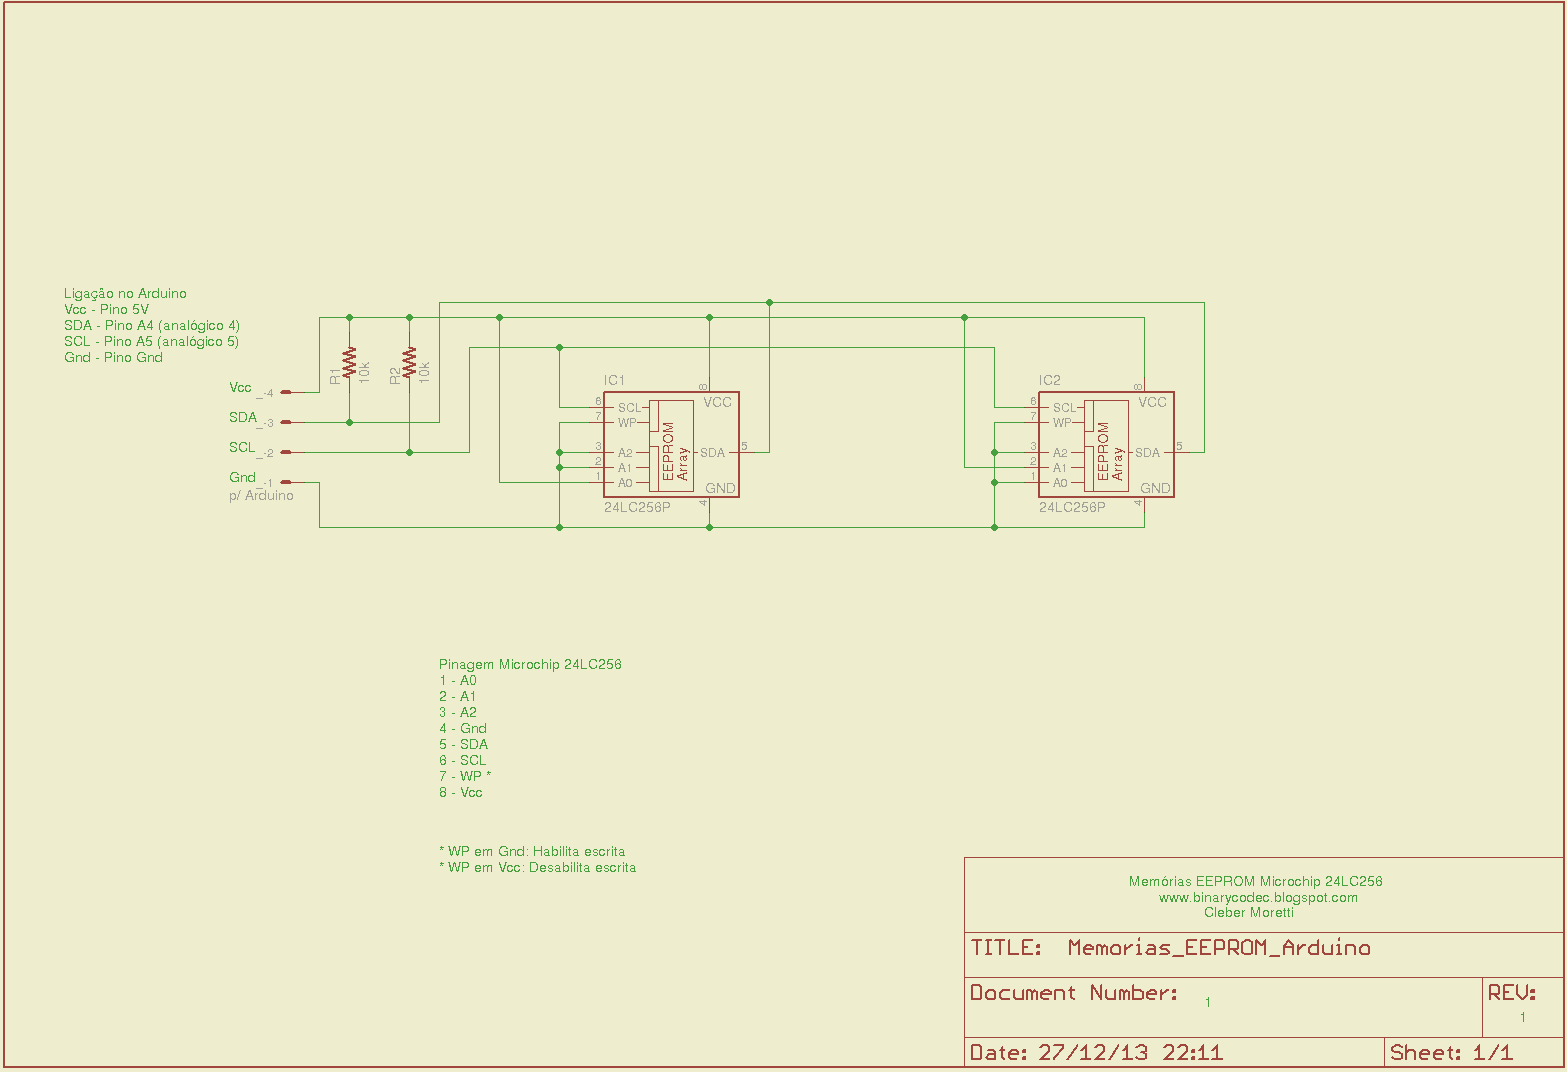 Ligação no Arduino
Vcc - Pino 5V
SDA - Pino A4 (analógico 4)
SCL - Pino A5 (analógico 5)
Gnd - Pino Gnd
Vcc _-4
SDA _-3
SCL _-2
Gnd _-1
p/ Arduino
R1
10k
R2
10k
IC1
8
VCC
6 SCL
7 WP
3 A2
2 A1
1 A0
EEPROM
Array
SDA 5
GND
4
24LC256P
IC2
8
VCC
6 SCL
7 WP
3 A2
2 A1
1 A0
EEPROM
Array
SDA 5
GND
4
24LC256P
Pinagem Microchip 24LC256
1 - A0
2 - A1
3 - A2
4 - Gnd
5 - SDA
6 - SCL
7 - WP *
8 - Vcc
* WP em Gnd: Habilita escrita
* WP em Vcc: Desabilita escrita
Memórias EEPROM Microchip 24LC256
www.binarycodec.blogspot.com
Cleber Moretti
TITLE: Memorias_EEPROM_Arduino
Document Number: 1
REV:
1
Date: 27/12/13 22:11
Sheet: 1/1